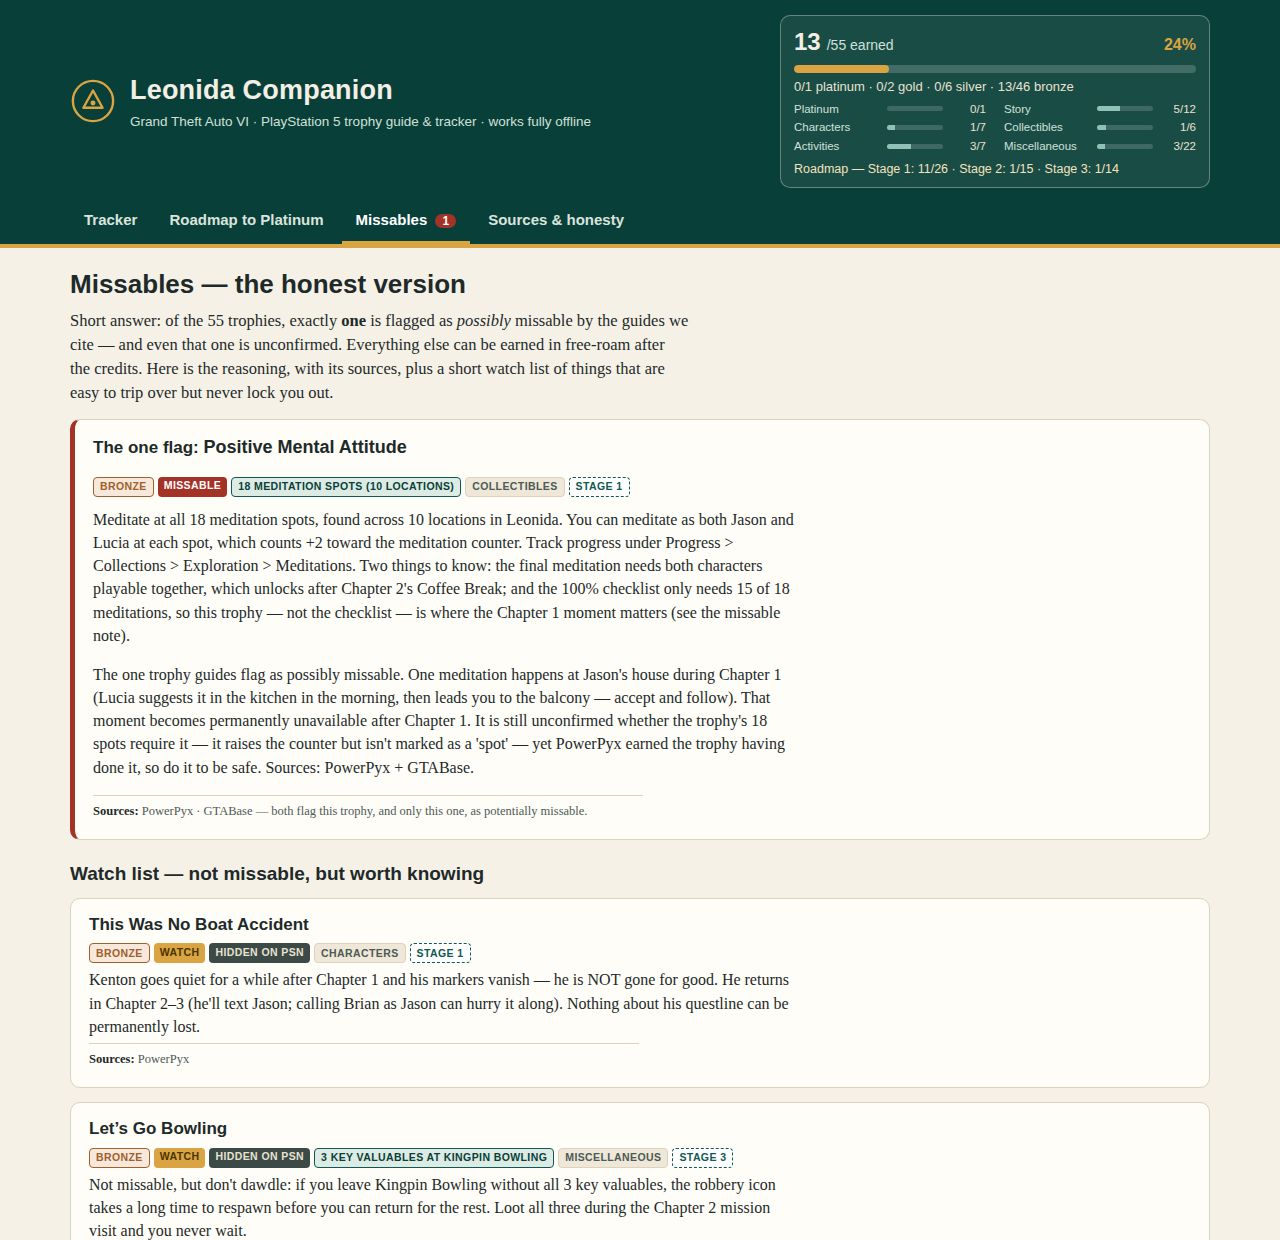 Leonida Companion
Grand Theft Auto VI · PlayStation 5 trophy guide & tracker · works fully offline
13 /55 earned 24%
0/1 platinum · 0/2 gold · 0/6 silver · 13/46 bronze
Platinum 0/1 Story 5/12
Characters 1/7 Collectibles 1/6
Activities 3/7 Miscellaneous 3/22
Roadmap — Stage 1: 11/26 · Stage 2: 1/15 · Stage 3: 1/14
Tracker Roadmap to Platinum Missables 1 Sources & honesty
Missables — the honest version
Short answer: of the 55 trophies, exactly one is flagged as possibly missable by the guides we
cite — and even that one is unconfirmed. Everything else can be earned in free-roam after
the credits. Here is the reasoning, with its sources, plus a short watch list of things that are
easy to trip over but never lock you out.
The one flag: Positive Mental Attitude
BRONZE MISSABLE 18 MEDITATION SPOTS (10 LOCATIONS) COLLECTIBLES STAGE 1
Meditate at all 18 meditation spots, found across 10 locations in Leonida. You can meditate as both Jason and
Lucia at each spot, which counts +2 toward the meditation counter. Track progress under Progress >
Collections > Exploration > Meditations. Two things to know: the final meditation needs both characters
playable together, which unlocks after Chapter 2's Coffee Break; and the 100% checklist only needs 15 of 18
meditations, so this trophy — not the checklist — is where the Chapter 1 moment matters (see the missable
note).
The one trophy guides flag as possibly missable. One meditation happens at Jason's house during Chapter 1
(Lucia suggests it in the kitchen in the morning, then leads you to the balcony — accept and follow). That
moment becomes permanently unavailable after Chapter 1. It is still unconfirmed whether the trophy's 18
spots require it — it raises the counter but isn't marked as a 'spot' — yet PowerPyx earned the trophy having
done it, so do it to be safe. Sources: PowerPyx + GTABase.
Sources: PowerPyx · GTABase — both flag this trophy, and only this one, as potentially missable.
Watch list — not missable, but worth knowing
This Was No Boat Accident
BRONZE WATCH HIDDEN ON PSN CHARACTERS STAGE 1
Kenton goes quiet for a while after Chapter 1 and his markers vanish — he is NOT gone for good. He returns
in Chapter 2–3 (he'll text Jason; calling Brian as Jason can hurry it along). Nothing about his questline can be
permanently lost.
Sources: PowerPyx
Let’s Go Bowling
BRONZE WATCH HIDDEN ON PSN 3 KEY VALUABLES AT KINGPIN BOWLING MISCELLANEOUS STAGE 3
Not missable, but don't dawdle: if you leave Kingpin Bowling without all 3 key valuables, the robbery icon
takes a long time to respawn before you can return for the rest. Loot all three during the Chapter 2 mission
visit and you never wait.